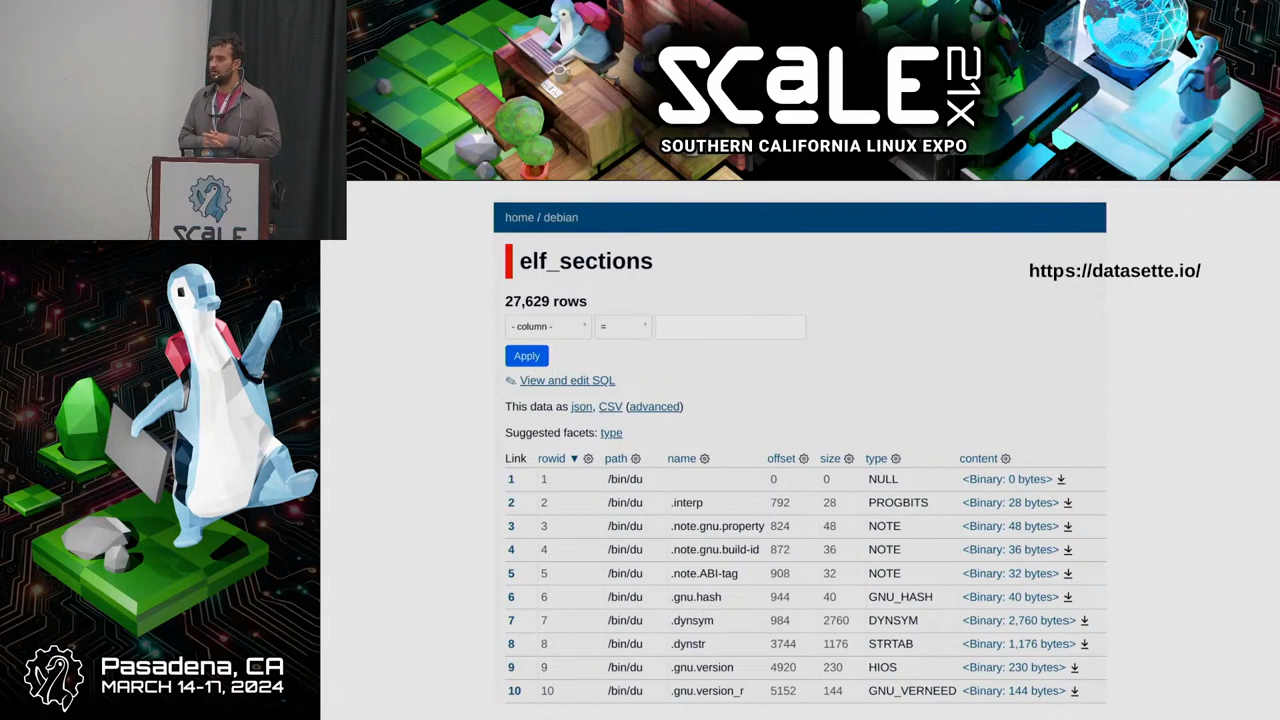 SCALE 21X
SOUTHERN CALIFORNIA LINUX EXPO
SCALE
home / debian
elf_sections
https://datasette.io/
27,629 rows
- column - =
Apply
View and edit SQL
This data as json, CSV (advanced)
Suggested facets: type
Link rowid ▼ path name offset size type content
1 1 /bin/du 0 0 NULL <Binary: 0 bytes>
2 2 /bin/du .interp 792 28 PROGBITS <Binary: 28 bytes>
3 3 /bin/du .note.gnu.property 824 48 NOTE <Binary: 48 bytes>
4 4 /bin/du .note.gnu.build-id 872 36 NOTE <Binary: 36 bytes>
5 5 /bin/du .note.ABI-tag 908 32 NOTE <Binary: 32 bytes>
6 6 /bin/du .gnu.hash 944 40 GNU_HASH <Binary: 40 bytes>
7 7 /bin/du .dynsym 984 2760 DYNSYM <Binary: 2,760 bytes>
8 8 /bin/du .dynstr 3744 1176 STRTAB <Binary: 1,176 bytes>
9 9 /bin/du .gnu.version 4920 230 HIOS <Binary: 230 bytes>
10 10 /bin/du .gnu.version_r 5152 144 GNU_VERNEED <Binary: 144 bytes>
Pasadena, CA
MARCH 14-17, 2024